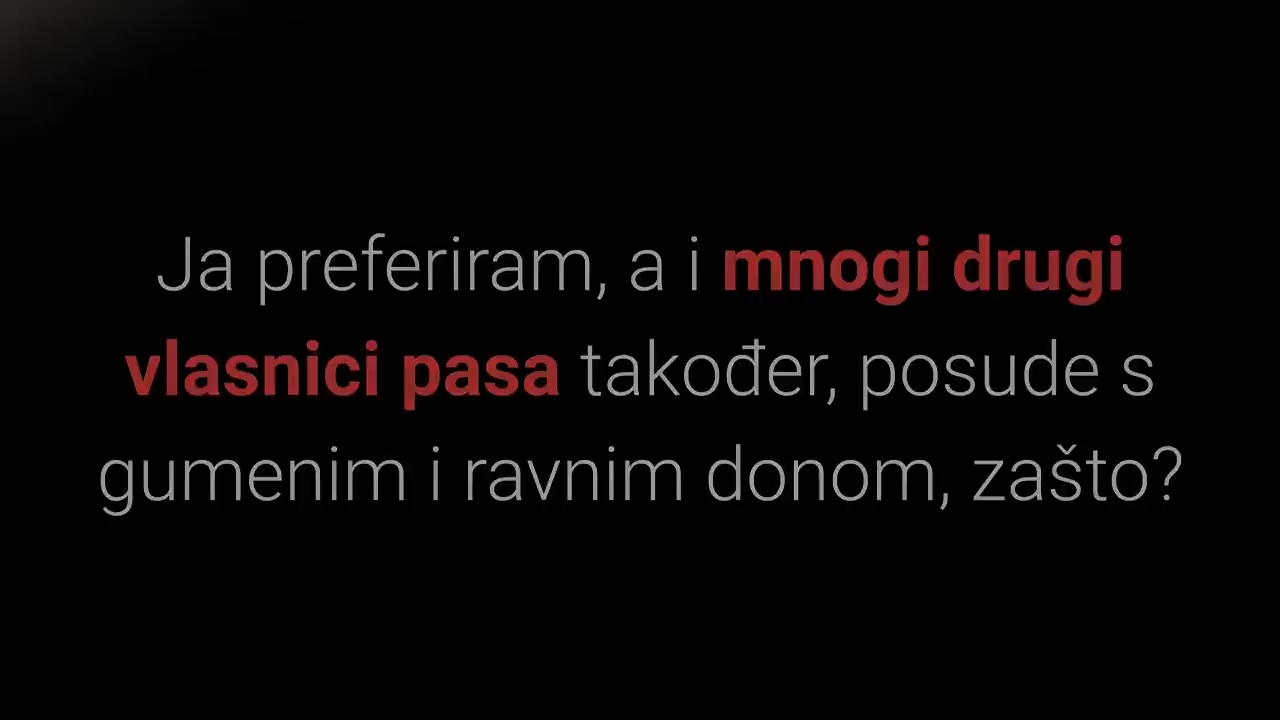 Ja preferiram, a i mnogi drugi
vlasnici pasa također, posude s
gumenim i ravnim donom, zašto?